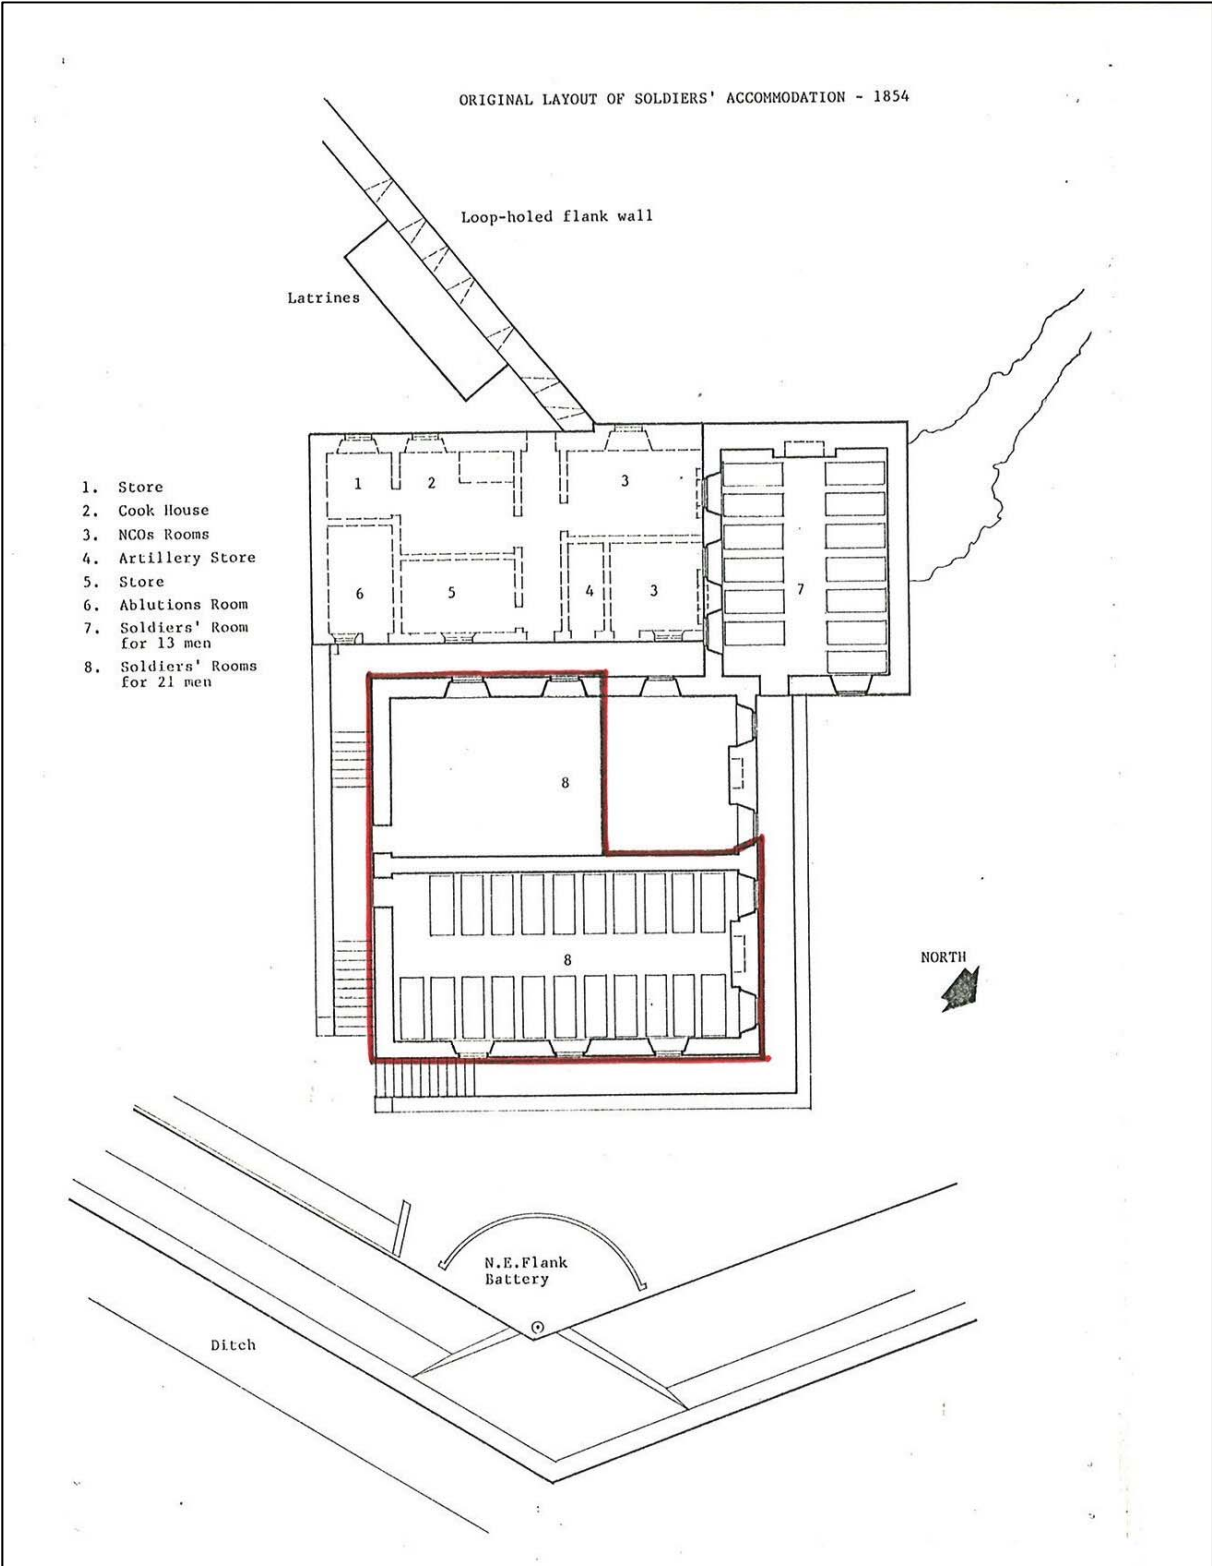 ORIGINAL LAYOUT OF SOLDIERS' ACCOMMODATION - 1854
Loop-holed flank wall
Latrines
1. Store
2. Cook House
3. NCOs Rooms
4. Artillery Store
5. Store
6. Ablutions Room
7. Soldiers' Room
for 13 men
8. Soldiers' Rooms
for 21 men
1
2
3
6
5
4
3
7
8
8
NORTH
N.E.Flank
Battery
Ditch